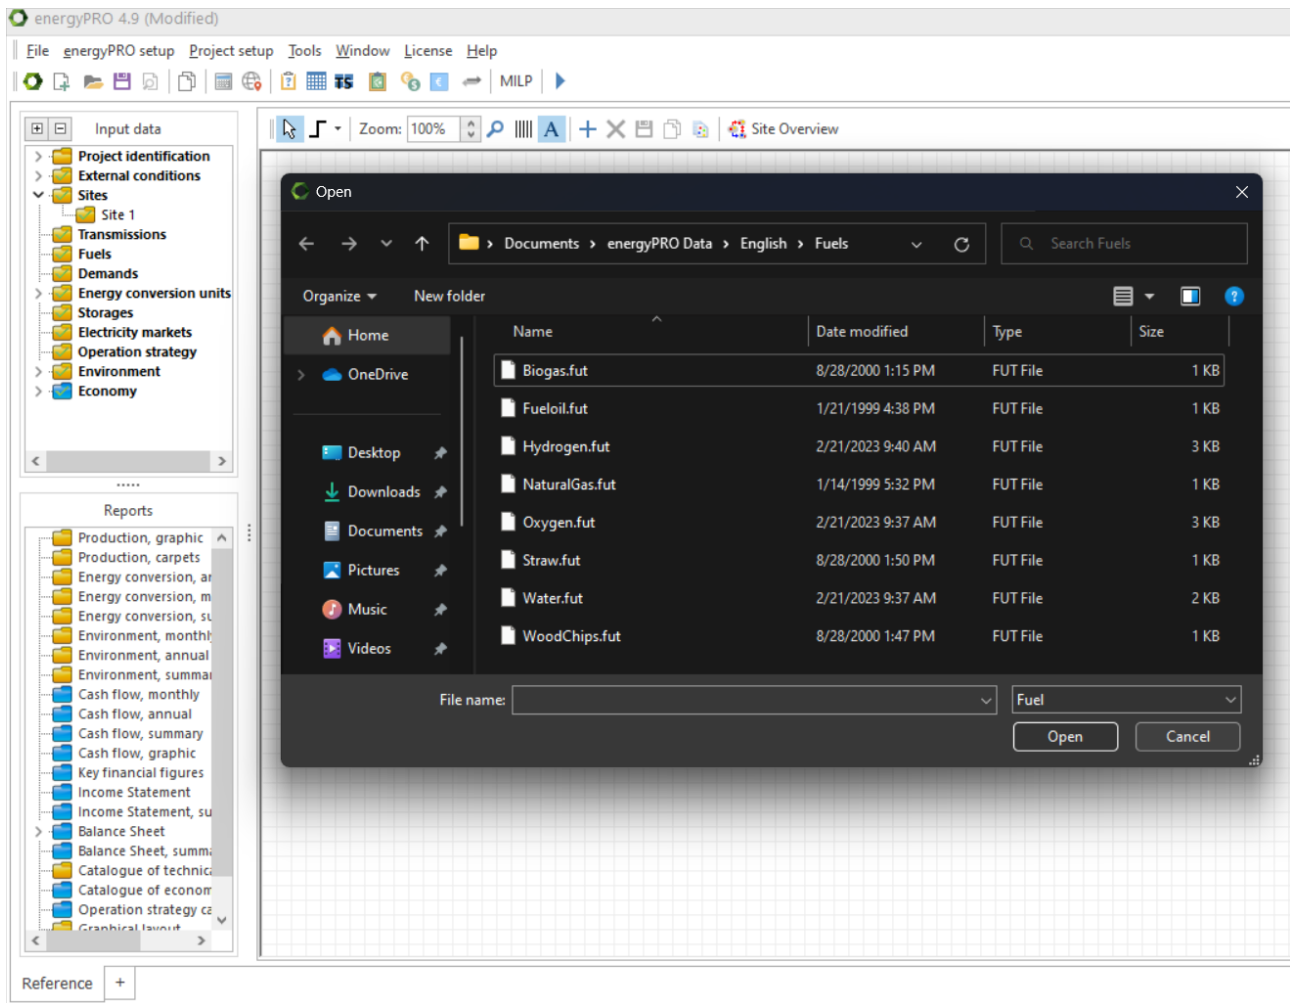 energyPRO 4.9 (Modified)
File energyPRO setup Project setup Tools Window License Help
TS MILP
Input data
Zoom: 100% A Site Overview
Project identification
External conditions
Sites
Site 1
Transmissions
Fuels
Demands
Energy conversion units
Storages
Electricity markets
Operation strategy
Environment
Economy
Reports
Production, graphic
Production, carpets
Energy conversion, ar
Energy conversion, m
Energy conversion, su
Environment, monthly
Environment, annual
Environment, summar
Cash flow, monthly
Cash flow, annual
Cash flow, summary
Cash flow, graphic
Key financial figures
Income Statement
Income Statement, su
Balance Sheet
Balance Sheet, summa
Catalogue of technica
Catalogue of econom
Operation strategy ca
Graphical layout
Reference +
Open
Documents > energyPRO Data > English > Fuels
Search Fuels
Organize New folder
Home
OneDrive
Desktop
Downloads
Documents
Pictures
Music
Videos
Name Date modified Type Size
Biogas.fut 8/28/2000 1:15 PM FUT File 1 KB
Fueloil.fut 1/21/1999 4:38 PM FUT File 1 KB
Hydrogen.fut 2/21/2023 9:40 AM FUT File 3 KB
NaturalGas.fut 1/14/1999 5:32 PM FUT File 1 KB
Oxygen.fut 2/21/2023 9:37 AM FUT File 3 KB
Straw.fut 8/28/2000 1:50 PM FUT File 1 KB
Water.fut 2/21/2023 9:37 AM FUT File 2 KB
WoodChips.fut 8/28/2000 1:47 PM FUT File 1 KB
File name: Fuel
Open Cancel